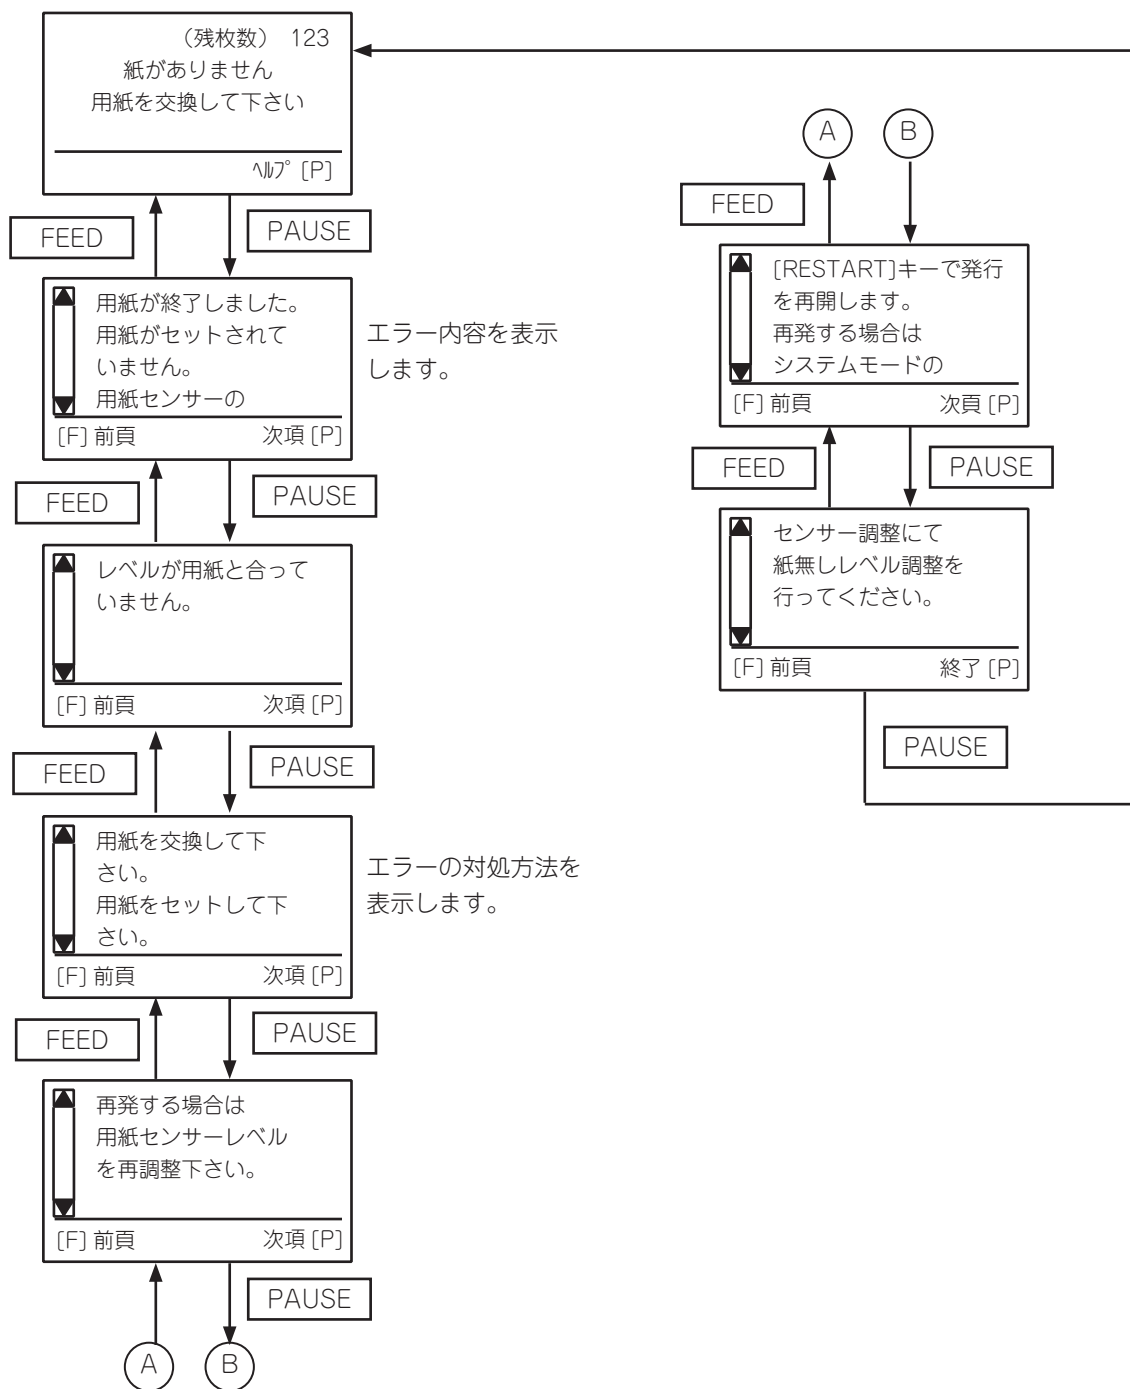 （残枚数） 123
紙がありません
用紙を交換して下さい
ﾍﾙﾌﾟ [P]
FEED
PAUSE
用紙が終了しました。
用紙がセットされて
いません。
用紙センサーの
[F] 前頁 次項 [P]
エラー内容を表示
します。
FEED
PAUSE
レベルが用紙と合って
いません。
[F] 前頁 次項 [P]
FEED
PAUSE
用紙を交換して下
さい。
用紙をセットして下
さい。
[F] 前頁 次項 [P]
エラーの対処方法を
表示します。
FEED
PAUSE
再発する場合は
用紙センサーレベル
を再調整下さい。
[F] 前頁 次項 [P]
PAUSE
A B
A B
FEED
[RESTART]キーで発行
を再開します。
再発する場合は
システムモードの
[F] 前頁 次頁 [P]
FEED
PAUSE
センサー調整にて
紙無しレベル調整を
行ってください。
[F] 前頁 終了 [P]
PAUSE